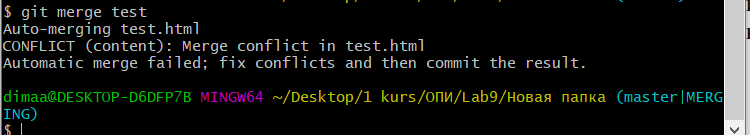 $ git merge test
Auto-merging test.html
CONFLICT (content): Merge conflict in test.html
Automatic merge failed; fix conflicts and then commit the result.
dimaa@DESKTOP-D6DFP7B MINGW64 ~/Desktop/1 kurs/ОПИ/Lab9/Новая папка (master|MERG
ING)
$